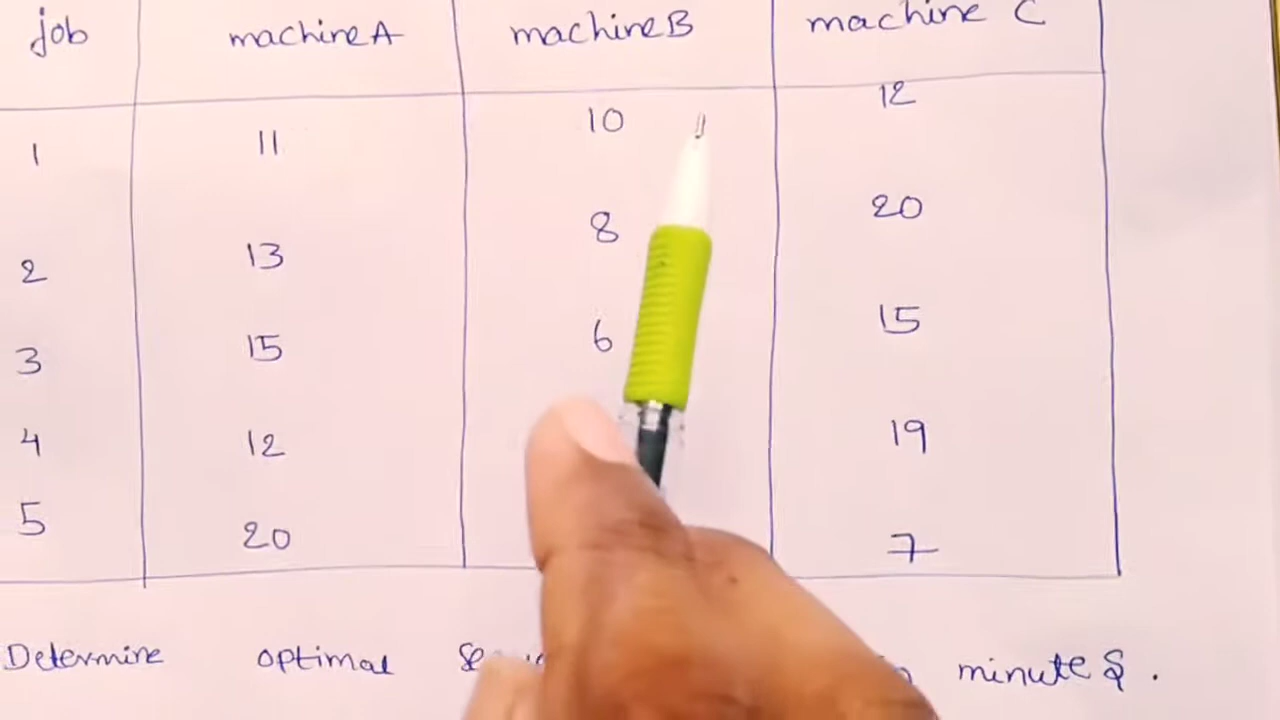 job machine A machine B machine C
1 11 10 12
2 13 8 20
3 15 6 15
4 12 19
5 20 7
Determine optimal minutes.